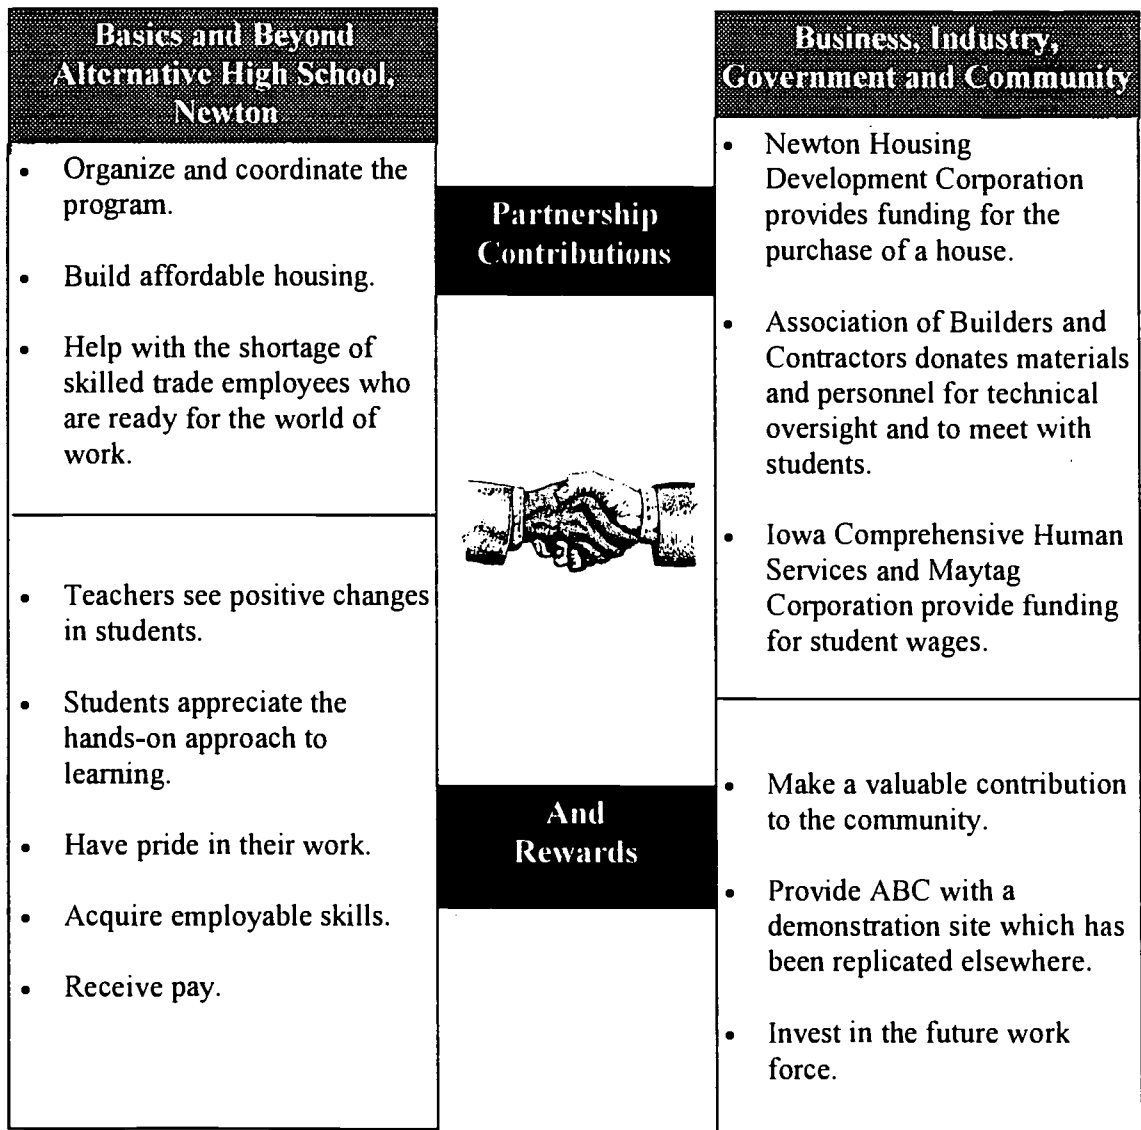 Basics and Beyond
Alternative High School,
Newton
• Organize and coordinate the
program.
• Build affordable housing.
• Help with the shortage of
skilled trade employees who
are ready for the world of
work.
• Teachers see positive changes
in students.
• Students appreciate the
hands-on approach to
learning.
• Have pride in their work.
• Acquire employable skills.
• Receive pay.
Partnership
Contributions
And
Rewards
Business, Industry,
Government and Community
• Newton Housing
Development Corporation
provides funding for the
purchase of a house.
• Association of Builders and
Contractors donates materials
and personnel for technical
oversight and to meet with
students.
• Iowa Comprehensive Human
Services and Maytag
Corporation provide funding
for student wages.
• Make a valuable contribution
to the community.
• Provide ABC with a
demonstration site which has
been replicated elsewhere.
• Invest in the future work
force.